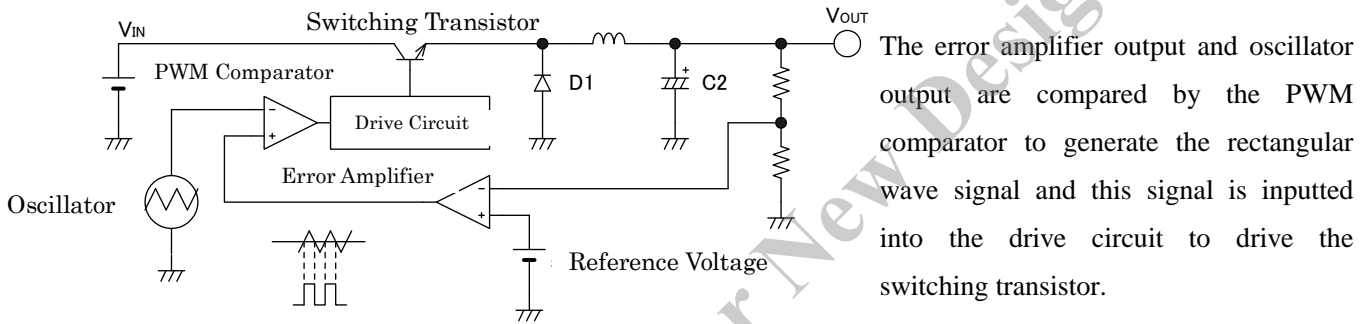 Switching Transistor
VIN
VOUT
PWM Comparator
D1
C2
Drive Circuit
Error Amplifier
Oscillator
Reference Voltage
The error amplifier output and oscillator
output are compared by the PWM
comparator to generate the rectangular
wave signal and this signal is inputted
into the drive circuit to drive the
switching transistor.
r New Desig